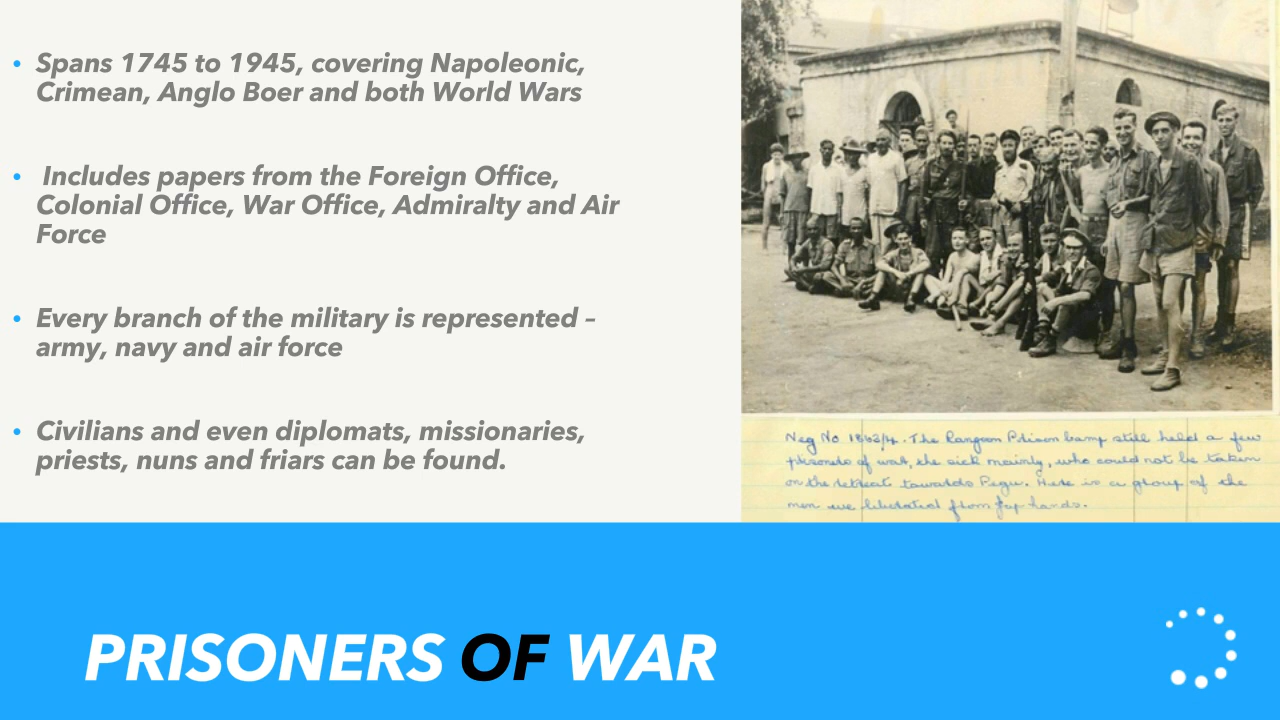 • Spans 1745 to 1945, covering Napoleonic,
Crimean, Anglo Boer and both World Wars
• Includes papers from the Foreign Office,
Colonial Office, War Office, Admiralty and Air
Force
• Every branch of the military is represented –
army, navy and air force
• Civilians and even diplomats, missionaries,
priests, nuns and friars can be found.
Neg No. . The Rangoon Prison Camp still held a few
prisoners of war, the sick mainly, who could not be taken
on the retreat towards Pegu. Here is a group of the
men we liberated from Jap hands.
PRISONERS OF WAR